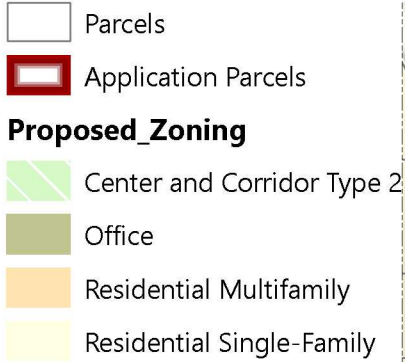 Parcels
Application Parcels
Proposed_Zoning
Center and Corridor Type 2
Office
Residential Multifamily
Residential Single-Family